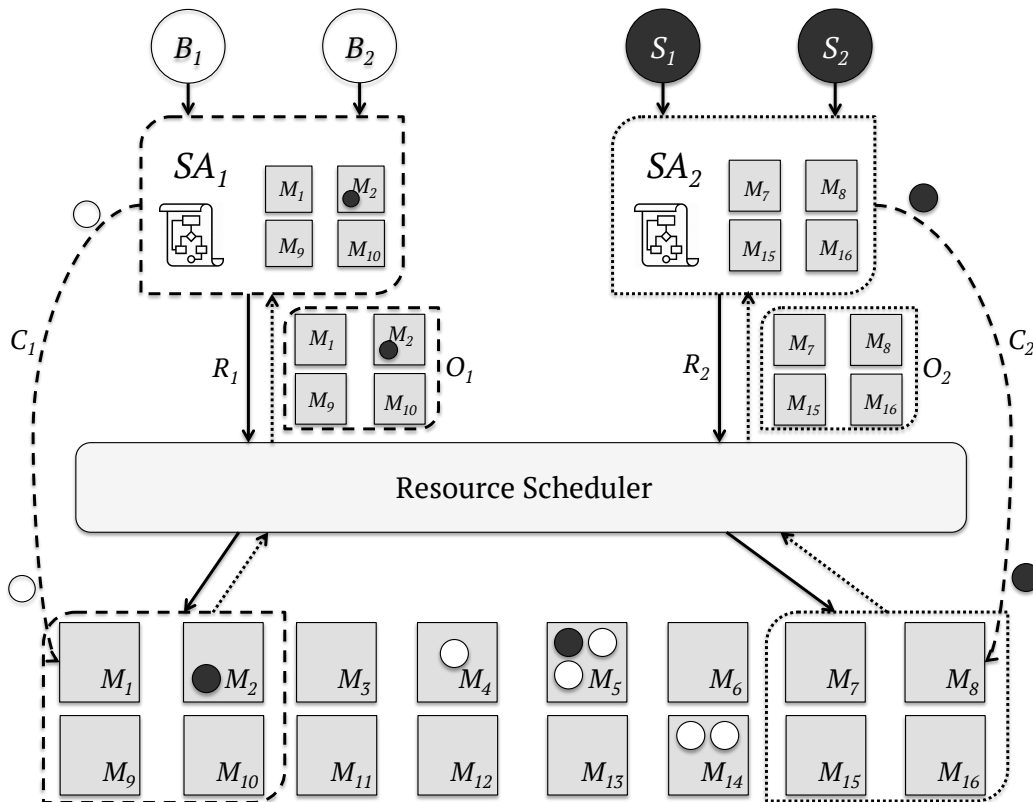 B1 B2 S1 S2
SA1 SA2
M1 M2 M7 M8
M9 M10 M15 M16
C1 R1 O1 R2 O2 C2
M1 M2 M7 M8
M9 M10 M15 M16
Resource Scheduler
M1 M2 M3 M4 M5 M6 M7 M8
M9 M10 M11 M12 M13 M14 M15 M16